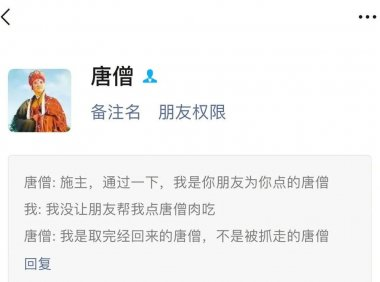 唐僧
备注名 朋友权限
唐僧: 施主，通过一下，我是你朋友为你点的唐僧
我: 我没让朋友帮我点唐僧肉吃
唐僧: 我是取完经回来的唐僧，不是被抓走的唐僧
回复